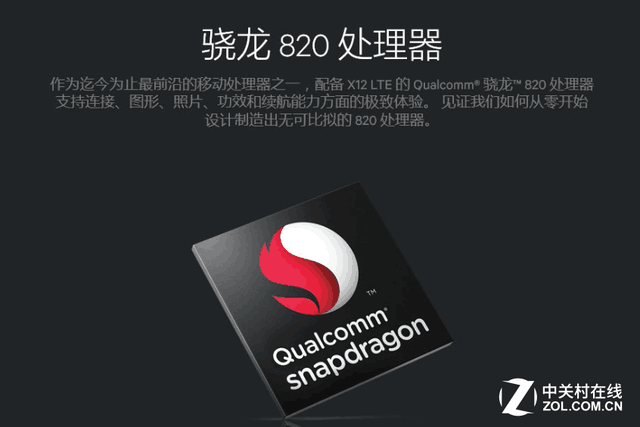 骁龙 820 处理器
作为迄今为止最前沿的移动处理器之一，配备 X12 LTE 的 Qualcomm® 骁龙™ 820 处理器
支持连接、图形、照片、功效和续航能力方面的极致体验。 见证我们如何从零开始
设计制造出无可比拟的 820 处理器。
TM
Qualcomm®
snapdragon
Z 中关村在线
ZOL.COM.CN